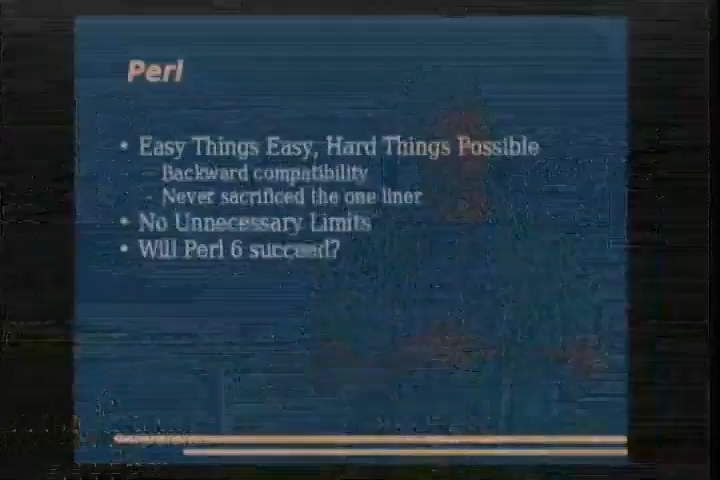 Perl
• Easy Things Easy, Hard Things Possible
- Backward compatibility
- Never sacrificed the one liner
• No Unnecessary Limits
• Will Perl 6 succeed?